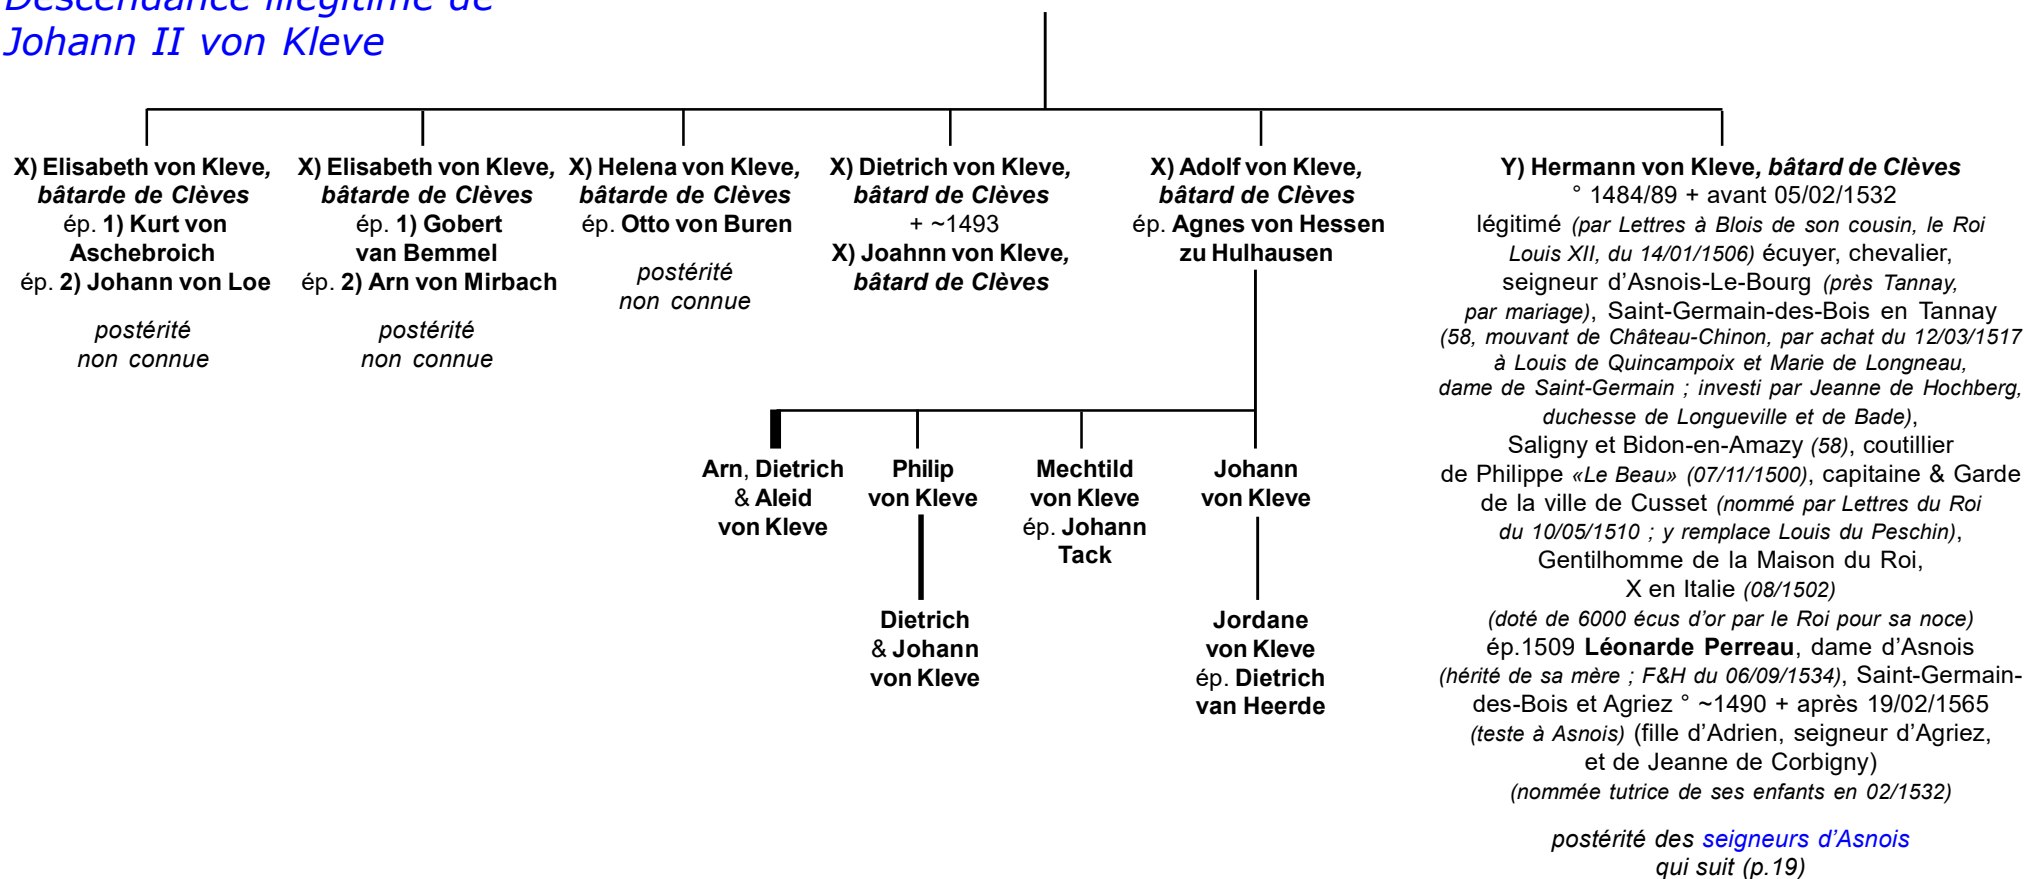 Descendance illégitime de
Johann II von Kleve
X) Elisabeth von Kleve,
bâtarde de Clèves
ép. 1) Kurt von
Aschebroich
ép. 2) Johann von Loe
postérité
non connue
X) Elisabeth von Kleve,
bâtarde de Clèves
ép. 1) Gobert
van Bemmel
ép. 2) Arn von Mirbach
postérité
non connue
X) Helena von Kleve,
bâtarde de Clèves
ép. Otto von Buren
postérité
non connue
X) Dietrich von Kleve,
bâtard de Clèves
+ ~1493
X) Joahnn von Kleve,
bâtard de Clèves
X) Adolf von Kleve,
bâtard de Clèves
ép. Agnes von Hessen
zu Hulhausen
Y) Hermann von Kleve, bâtard de Clèves
° 1484/89 + avant 05/02/1532
légitimé (par Lettres à Blois de son cousin, le Roi
Louis XII, du 14/01/1506) écuyer, chevalier,
seigneur d'Asnois-Le-Bourg (près Tannay,
par mariage), Saint-Germain-des-Bois en Tannay
(58, mouvant de Château-Chinon, par achat du 12/03/1517
à Louis de Quincampoix et Marie de Longneau,
dame de Saint-Germain ; investi par Jeanne de Hochberg,
duchesse de Longueville et de Bade),
Saligny et Bidon-en-Amazy (58), coutillier
de Philippe «Le Beau» (07/11/1500), capitaine & Garde
de la ville de Cusset (nommé par Lettres du Roi
du 10/05/1510 ; y remplace Louis du Peschin),
Gentilhomme de la Maison du Roi,
X en Italie (08/1502)
(doté de 6000 écus d'or par le Roi pour sa noce)
ép.1509 Léonarde Perreau, dame d'Asnois
(hérité de sa mère ; F&H du 06/09/1534), Saint-Germain-
des-Bois et Agriez ° ~1490 + après 19/02/1565
(teste à Asnois) (fille d'Adrien, seigneur d'Agriez,
et de Jeanne de Corbigny)
(nommée tutrice de ses enfants en 02/1532)
postérité des seigneurs d'Asnois
qui suit (p.19)
Arn, Dietrich
& Aleid
von Kleve
Philip
von Kleve
Mechtild
von Kleve
ép. Johann
Tack
Johann
von Kleve
Dietrich
& Johann
von Kleve
Jordane
von Kleve
ép. Dietrich
van Heerde